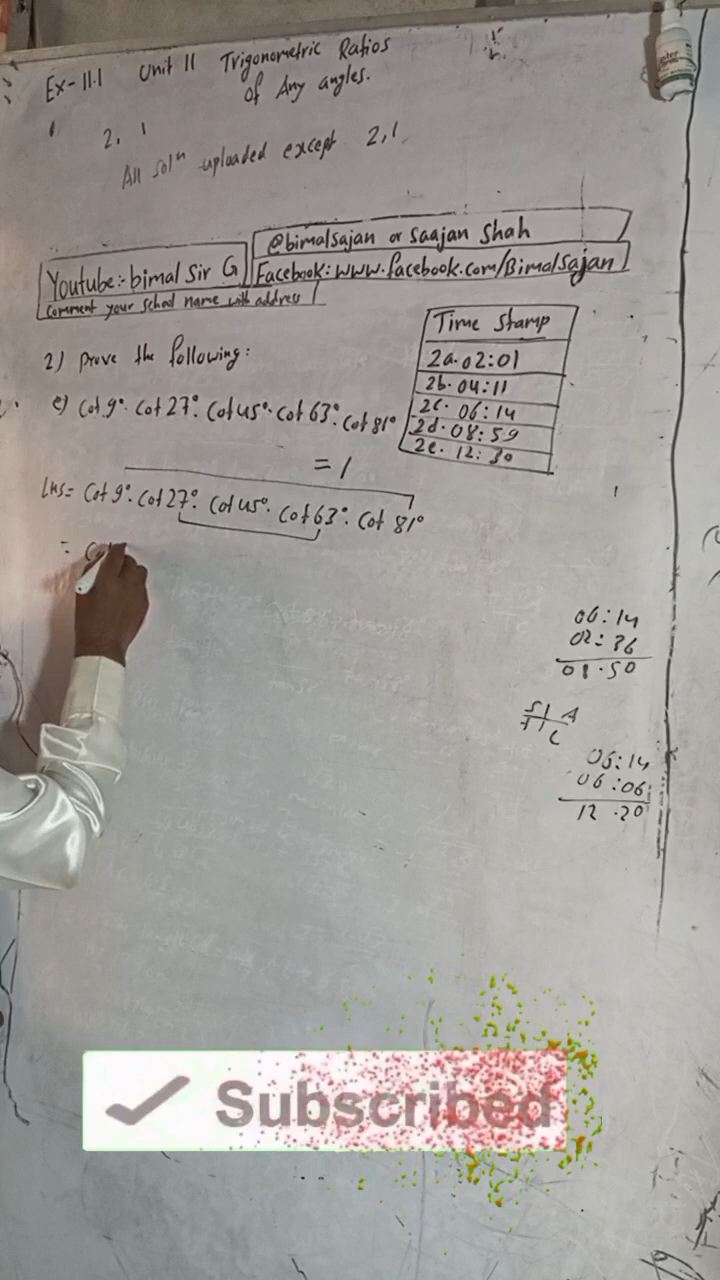 Ex-11.1 Unit 11 Trigonometric Ratios
of Any angles.
2, 1
All solⁿ uploaded except 2,1
@bimalsajan or Saajan Shah
Youtube:- bimal Sir G
Facebook: www.facebook.com/Bimalsajan
Comment your school name with address
Time Stamp
2a. 02:01
2b. 04:11
2c. 06:14
2d. 08:59
2e. 12:30
2) Prove the following:
e) Cot 9°. Cot 27°. Cot 45°. Cot 63°. Cot 81°
= 1
LHS = Cot 9°. Cot 27°. Cot 45°. Cot 63°. Cot 81°
=
06:14
02:36
08.50
S A
T C
06:14
06:06
12.20
Subscribed